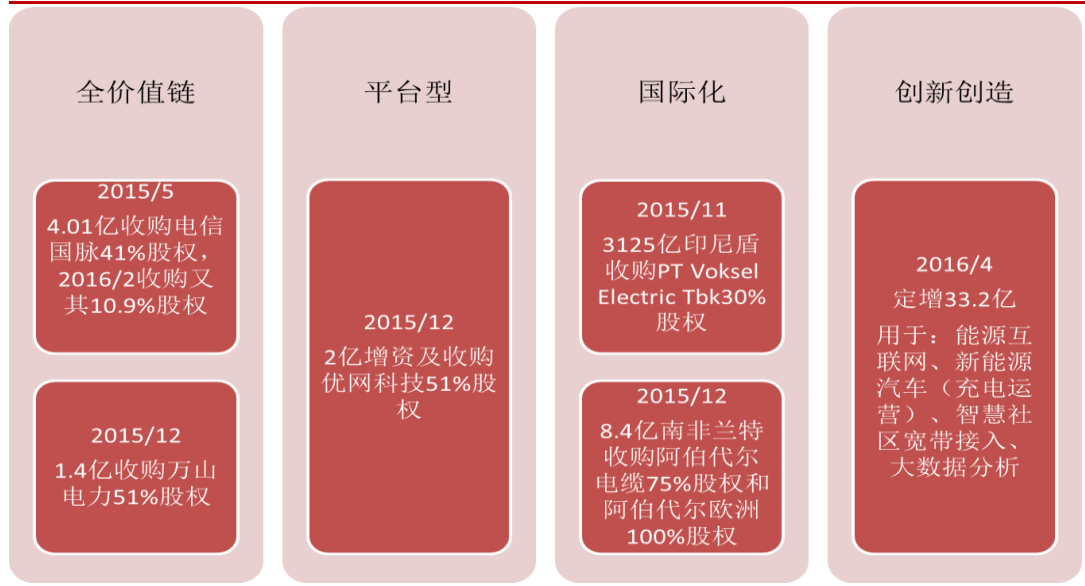 全价值链
2015/5
4.01亿收购电信
国脉41%股权，
2016/2收购又
其10.9%股权
2015/12
1.4亿收购万山
电力51%股权
平台型
2015/12
2亿增资及收购
优网科技51%股
权
国际化
2015/11
3125亿印尼盾
收购PT Voksel
Electric Tbk30%
股权
2015/12
8.4亿南非兰特
收购阿伯代尔
电缆75%股权和
阿伯代尔欧洲
100%股权
创新创造
2016/4
定增33.2亿
用于：能源互
联网、新能源
汽车（充电运
营）、智慧社
区宽带接入、
大数据分析